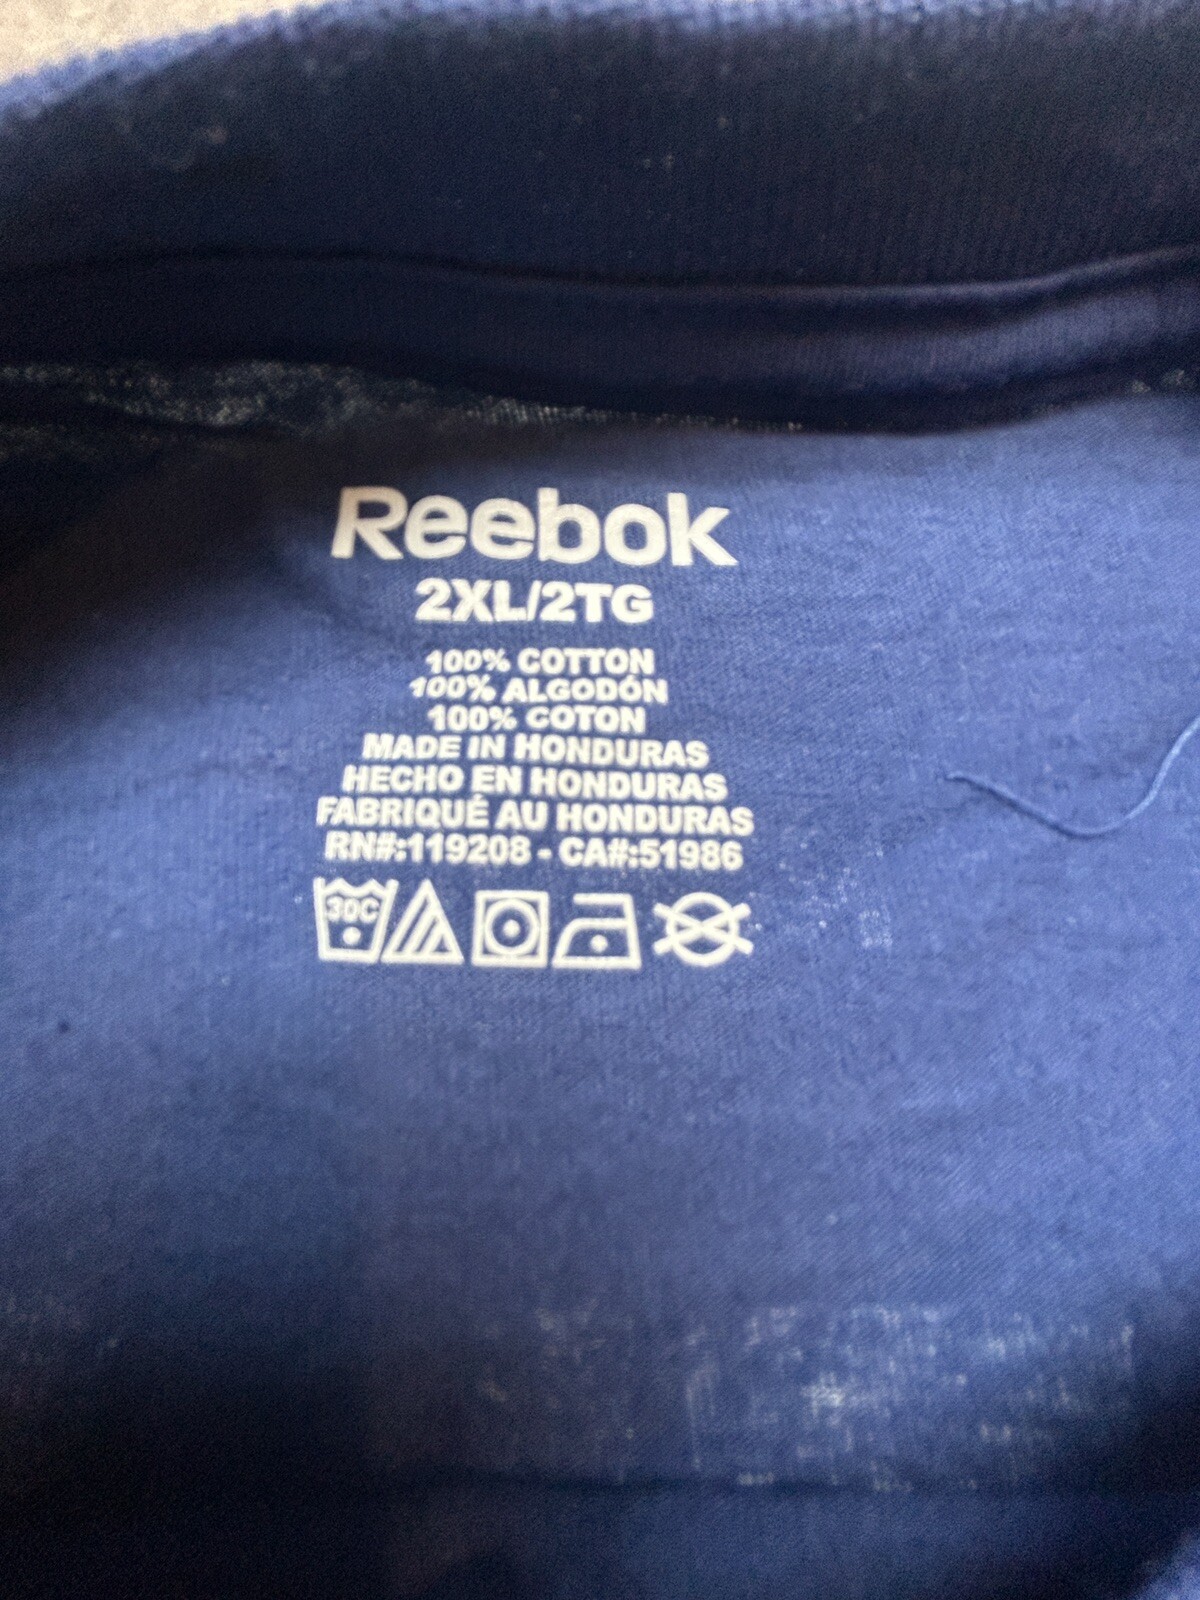 Reebok
2XL/2TG
100% COTTON
100% ALGODÓN
100% COTON
MADE IN HONDURAS
HECHO EN HONDURAS
FABRIQUÉ AU HONDURAS
RN#:119208 - CA#:51986
30C